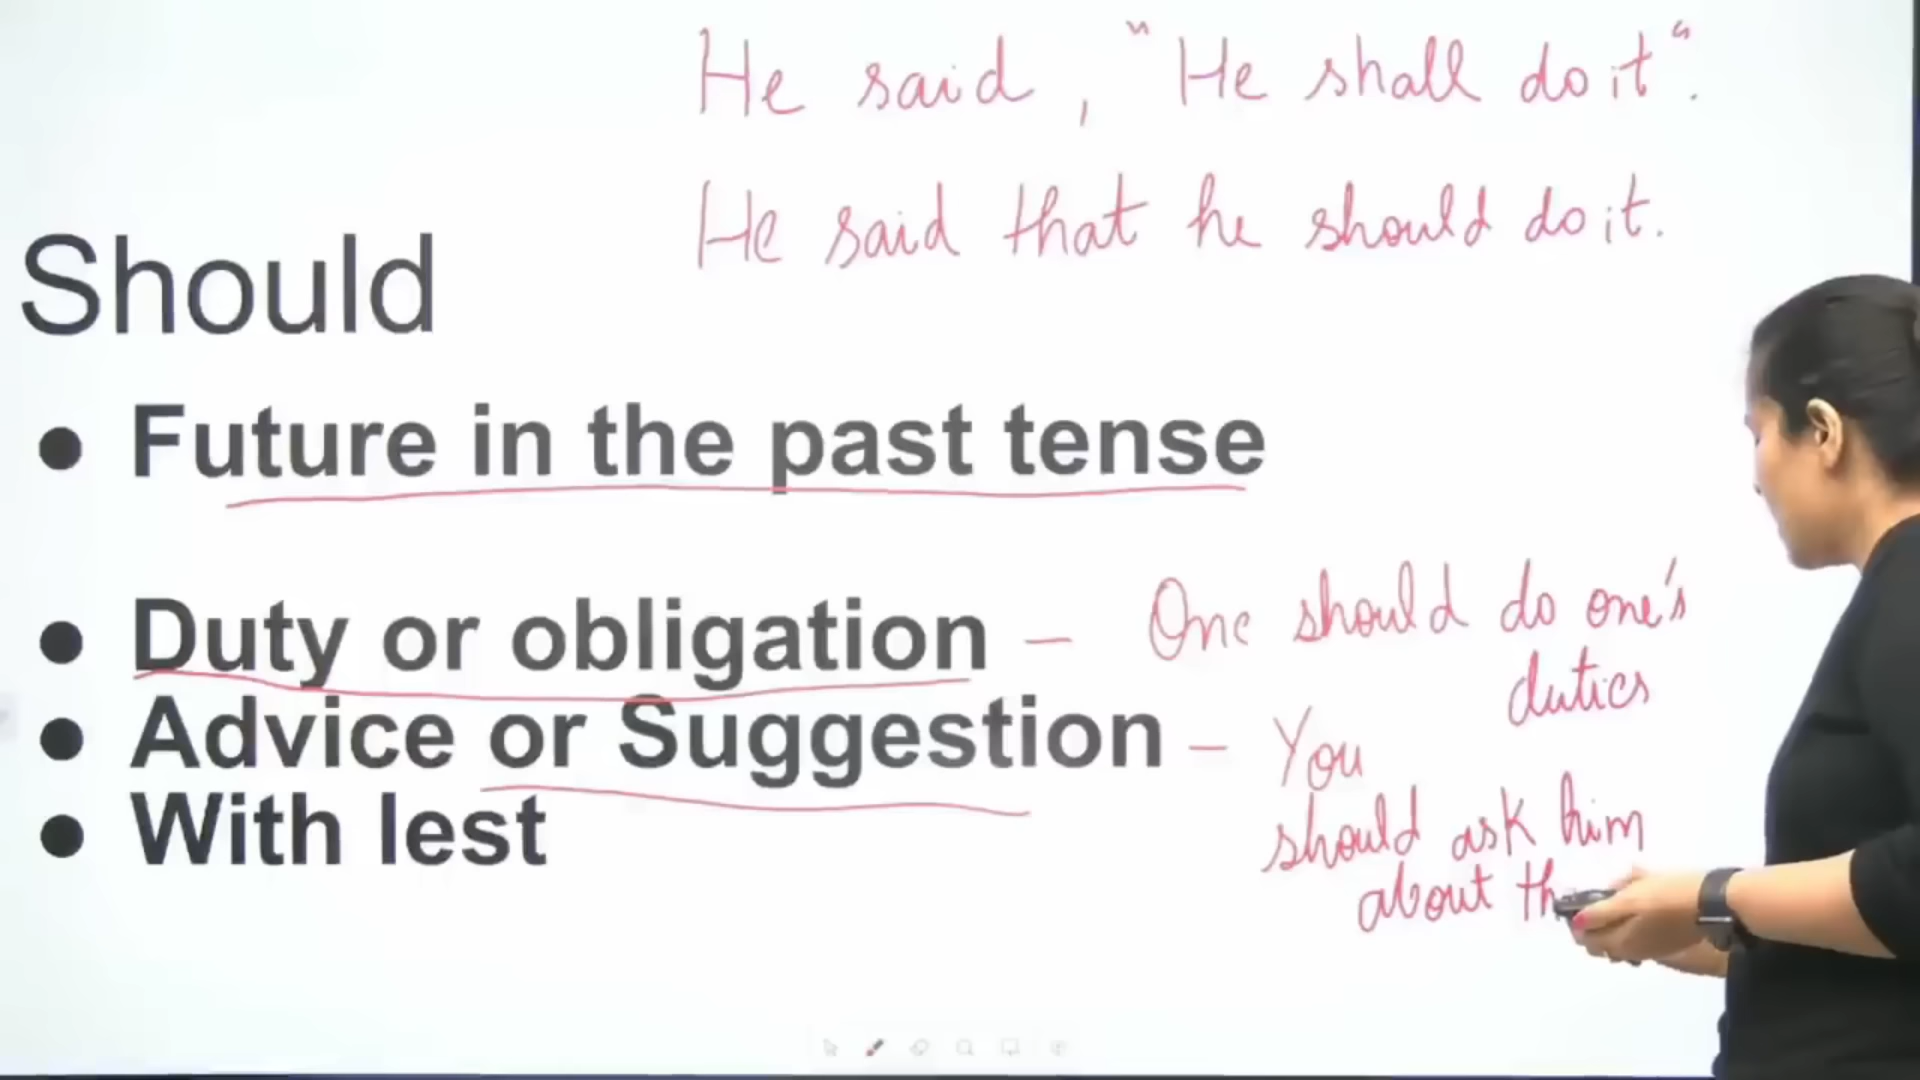 He said, "He shall do it".
He said that he should do it.
Should
• Future in the past tense
• Duty or obligation – One should do one's
duties
• Advice or Suggestion – You
should ask him
about
• With lest